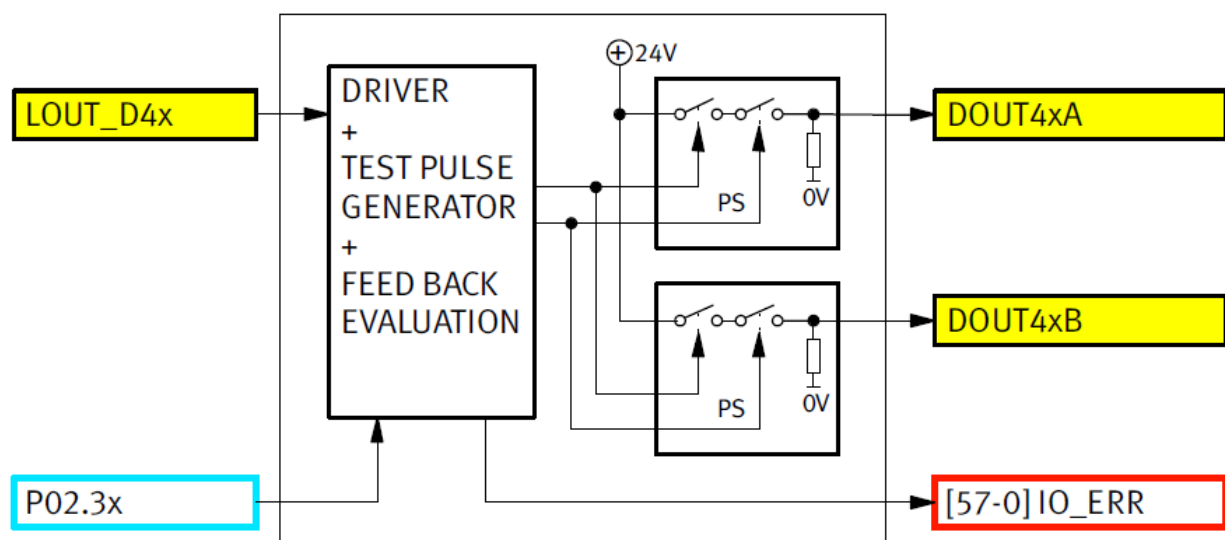 24V
LOUT_D4x
DRIVER
+
TEST PULSE
GENERATOR
+
FEED BACK
EVALUATION
PS
0V
DOUT4xA
PS
0V
DOUT4xB
P02.3x
[57-0] IO_ERR